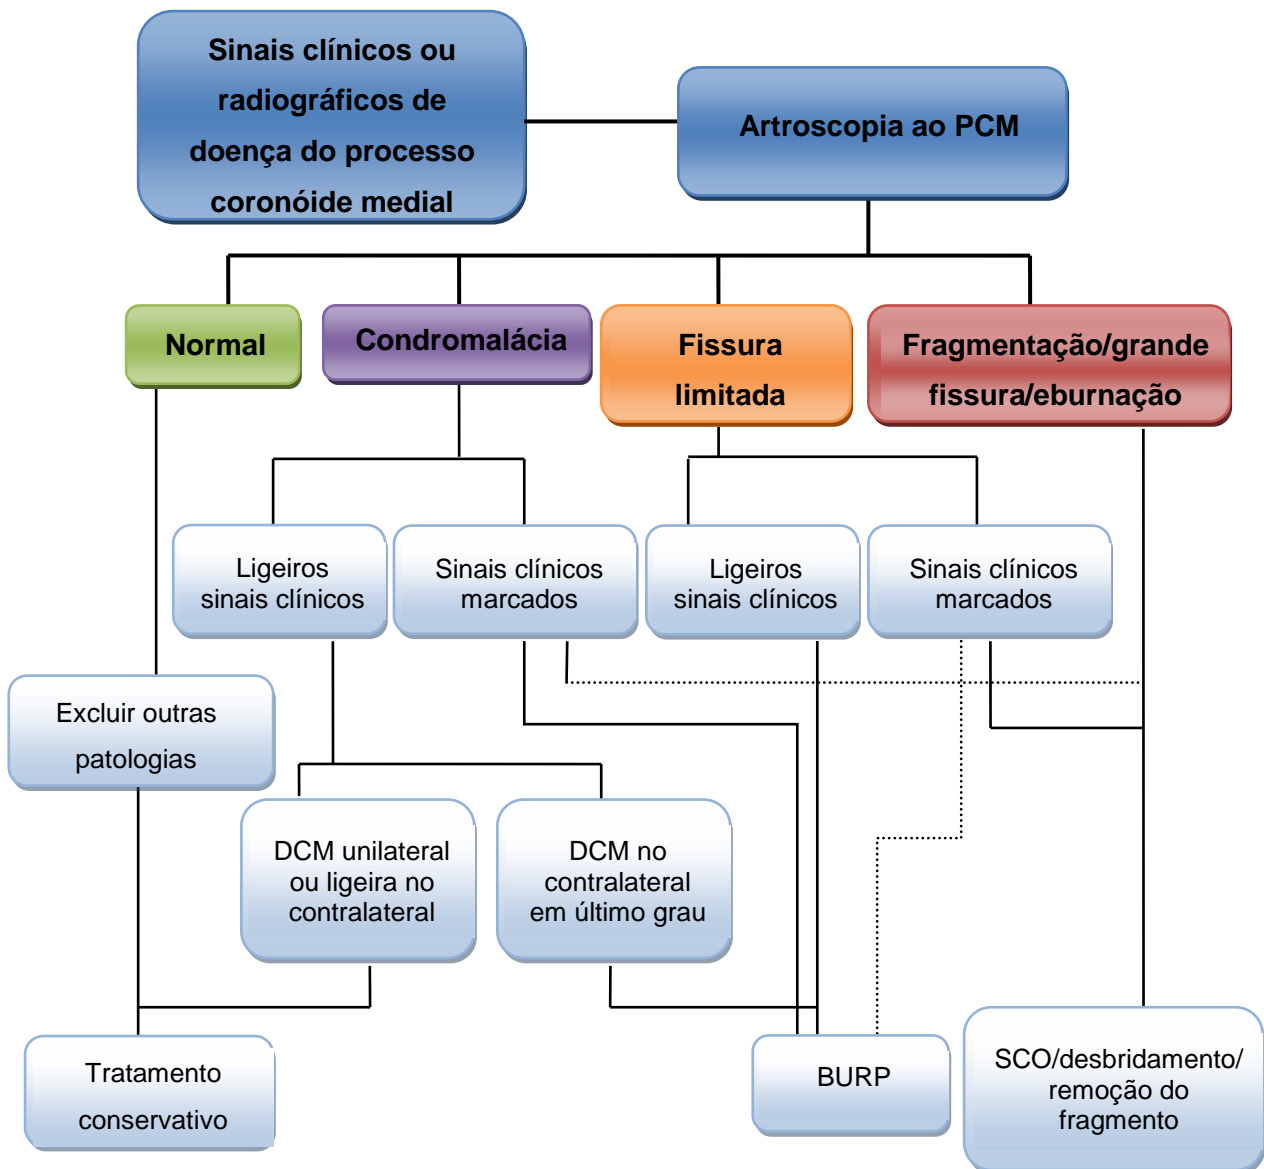 Sinais clínicos ou
radiográficos de
doença do processo
coronóide medial
Artroscopia ao PCM
Normal
Condromalácia
Fissura
limitada
Fragmentação/grande
fissura/eburnação
Ligeiros
sinais clínicos
Sinais clínicos
marcados
Ligeiros
sinais clínicos
Sinais clínicos
marcados
Excluir outras
patologias
DCM unilateral
ou ligeira no
contralateral
DCM no
contralateral
em último grau
Tratamento
conservativo
BURP
SCO/desbridamento/
remoção do
fragmento